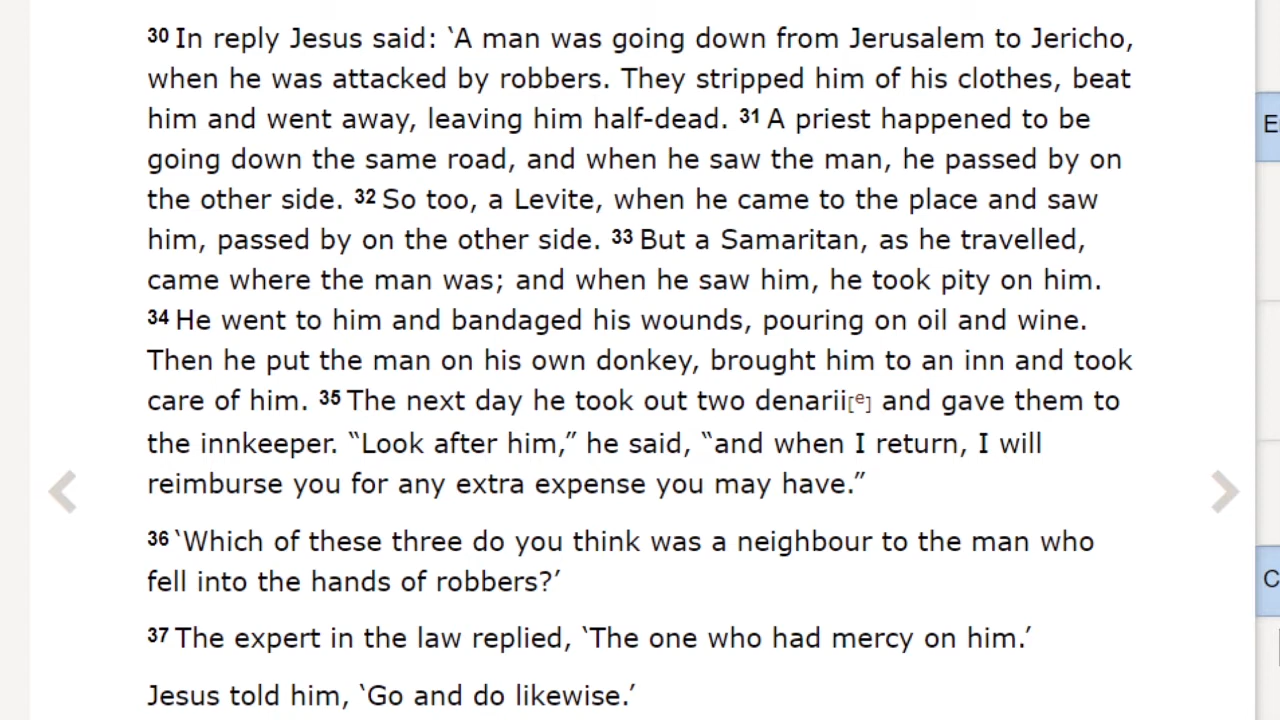 30 In reply Jesus said: ‘A man was going down from Jerusalem to Jericho,
when he was attacked by robbers. They stripped him of his clothes, beat
him and went away, leaving him half-dead. 31 A priest happened to be
going down the same road, and when he saw the man, he passed by on
the other side. 32 So too, a Levite, when he came to the place and saw
him, passed by on the other side. 33 But a Samaritan, as he travelled,
came where the man was; and when he saw him, he took pity on him.
34 He went to him and bandaged his wounds, pouring on oil and wine.
Then he put the man on his own donkey, brought him to an inn and took
care of him. 35 The next day he took out two denarii[e] and gave them to
the innkeeper. “Look after him,” he said, “and when I return, I will
reimburse you for any extra expense you may have.”
36 ‘Which of these three do you think was a neighbour to the man who
fell into the hands of robbers?’
37 The expert in the law replied, ‘The one who had mercy on him.’
Jesus told him, ‘Go and do likewise.’